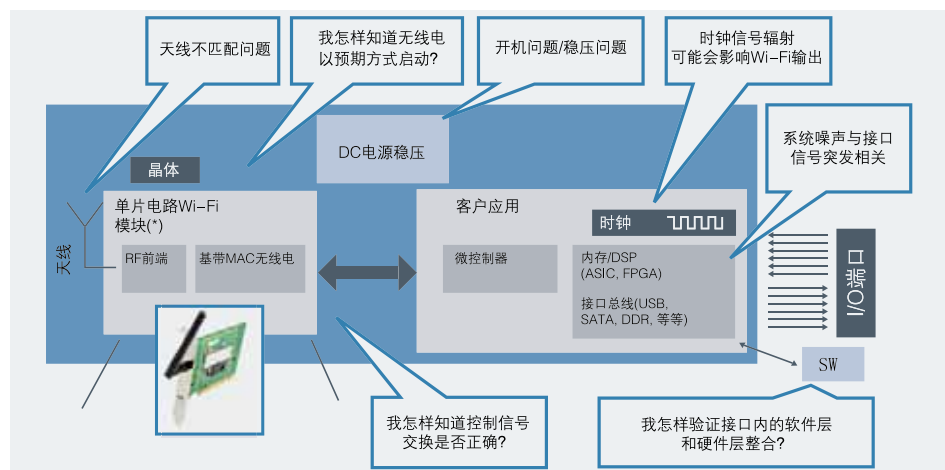 天线不匹配问题
我怎样知道无线电
以预期方式启动?
开机问题/稳压问题
时钟信号辐射
可能会影响Wi-Fi输出
系统噪声与接口
信号突发相关
DC电源稳压
晶体
单片电路Wi-Fi
模块(*)
天线
RF前端
基带MAC无线电
客户应用
时钟
微控制器
内存/DSP
(ASIC, FPGA)
接口总线(USB,
SATA, DDR, 等等)
I/O端口
SW
我怎样知道控制信号
交换是否正确?
我怎样验证接口内的软件层
和硬件层整合?